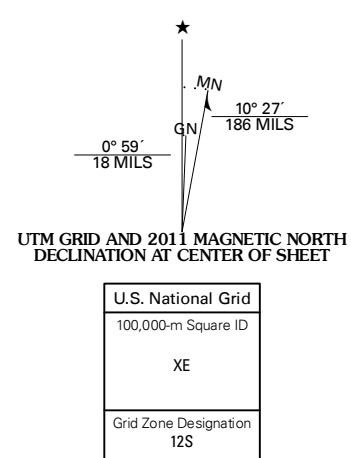 MN
GN
10° 27´
186 MILS
0° 59´
18 MILS
UTM GRID AND 2011 MAGNETIC NORTH
DECLINATION AT CENTER OF SHEET
U.S. National Grid
100,000-m Square ID
XE
Grid Zone Designation
12S